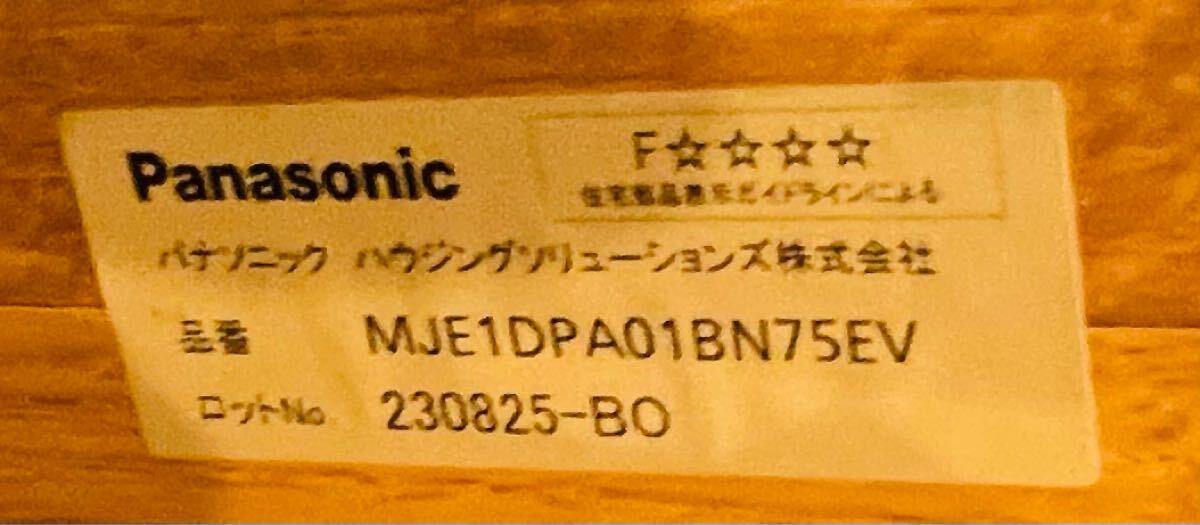 Panasonic
F☆☆☆☆
住宅部品表示ガイドラインによる
パナソニック ハウジングソリューションズ株式会社
品番 MJE1DPA01BN75EV
ロットNo. 230825-BO